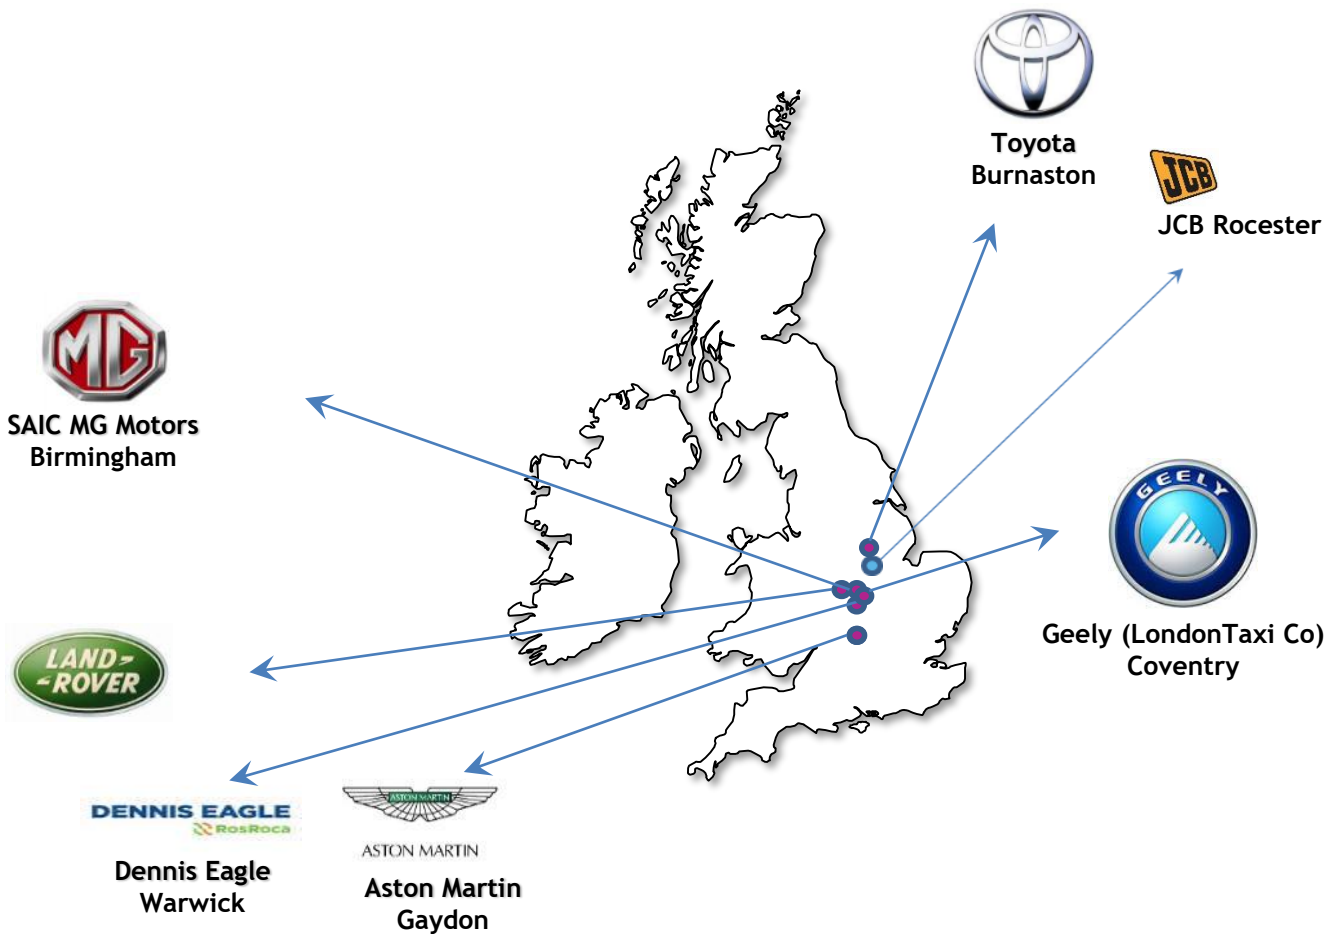 Toyota
Burnaston
JCB
JCB Rocester
MG
SAIC MG Motors
Birmingham
GEELY
Geely (LondonTaxi Co)
Coventry
LAND-
-ROVER
DENNIS EAGLE
RosRoca
Dennis Eagle
Warwick
ASTON MARTIN
ASTON MARTIN
Aston Martin
Gaydon